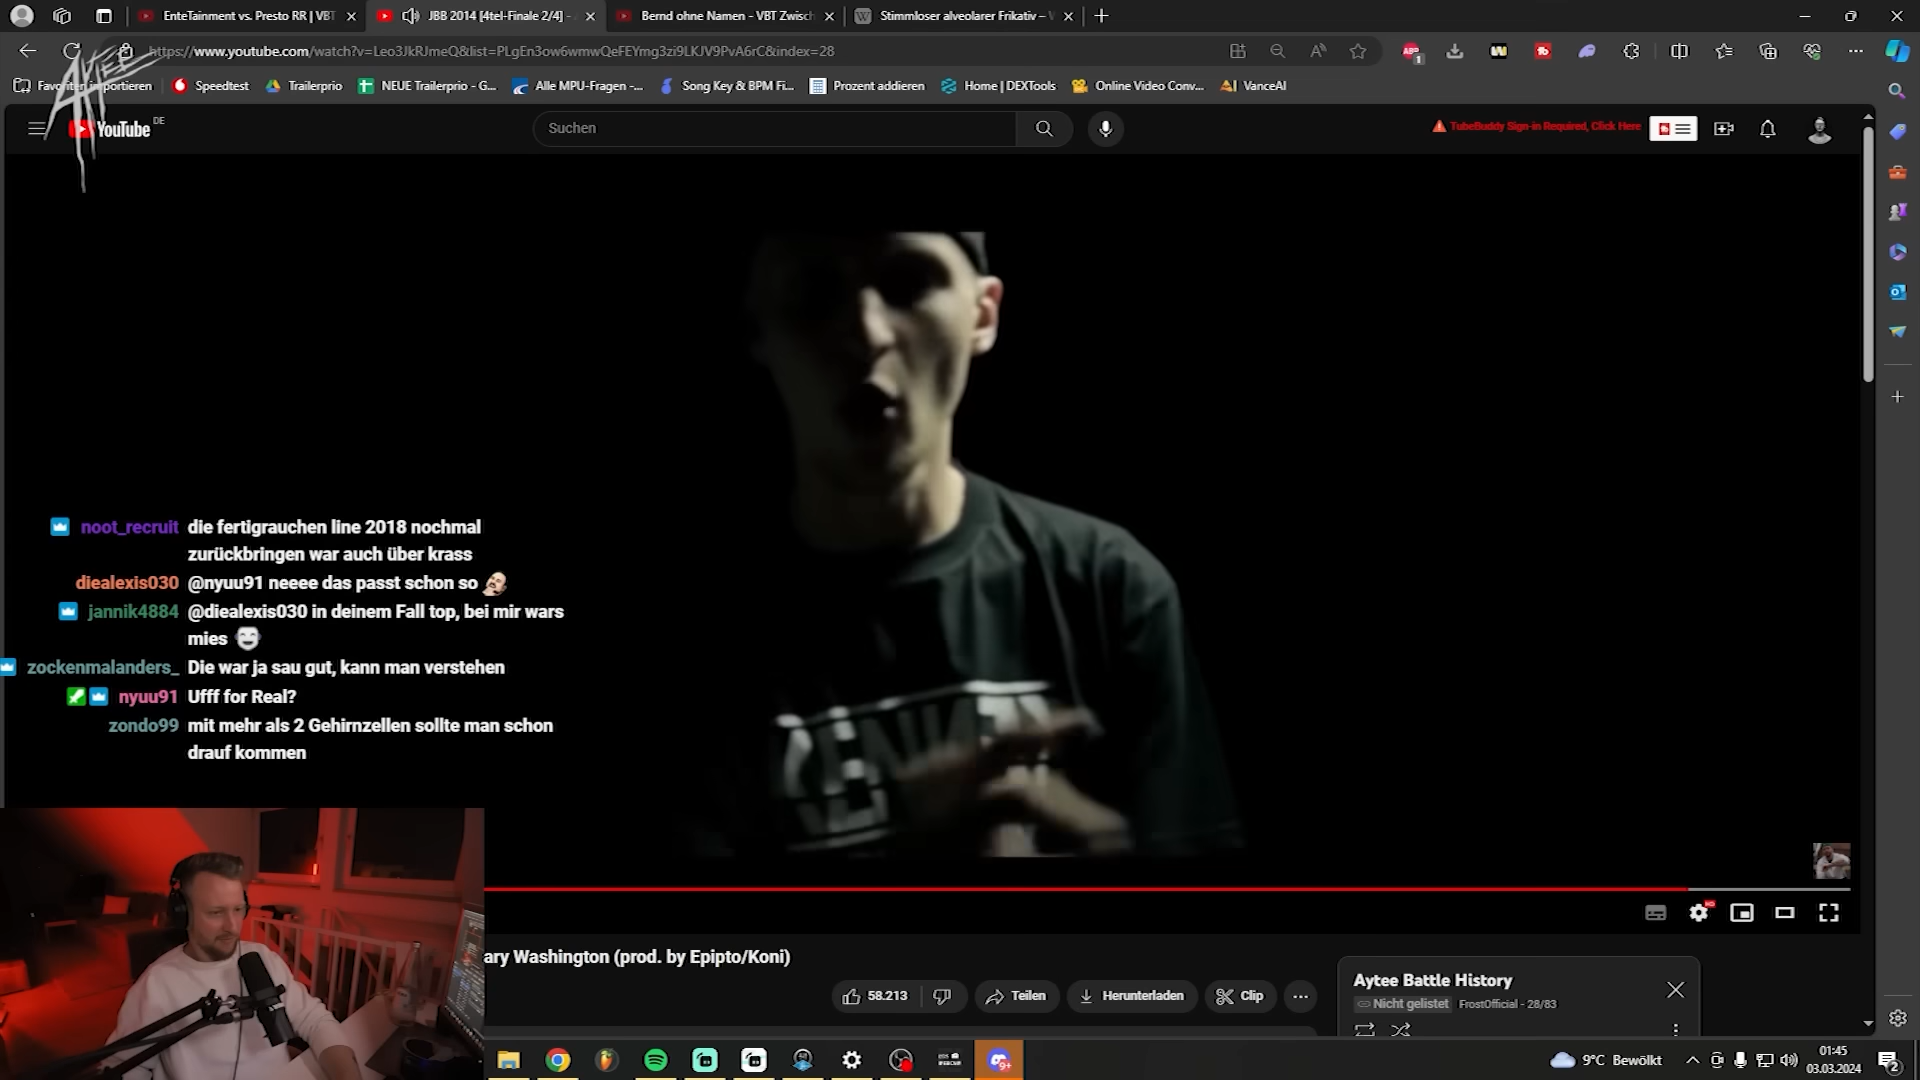 EnteTainment vs. Presto RR | VBT
JBB 2014 [4tel-Finale 2/4] -
Bernd ohne Namen - VBT Zwisc
Stimmloser alveolarer Frikativ –
https://www.youtube.com/watch?v=Leo3JkRJmeQ&list=PLgEn3ow6wmwQeFEYmg3zi9LKJV9PvA6rC&index=28
Favoriten importieren
Speedtest
Trailerprio
NEUE Trailerprio - G...
Alle MPU-Fragen -...
Song Key & BPM Fi...
Prozent addieren
Home | DEXTools
Online Video Conv...
VanceAI
YouTube DE
Suchen
TubeBuddy Sign-in Required, Click Here
noot_recruit die fertigrauchen line 2018 nochmal
zurückbringen war auch über krass
diealexis030 @nyuu91 neeee das passt schon so
jannik4884 @diealexis030 in deinem Fall top, bei mir wars
mies
zockenmalanders_ Die war ja sau gut, kann man verstehen
nyuu91 Ufff for Real?
zondo99 mit mehr als 2 Gehirnzellen sollte man schon
drauf kommen
HD
ary Washington (prod. by Epipto/Koni)
58.213
Teilen
Herunterladen
Clip
Aytee Battle History
Nicht gelistet FrostOfficial - 28/83
9°C Bewölkt
01:45
03.03.2024